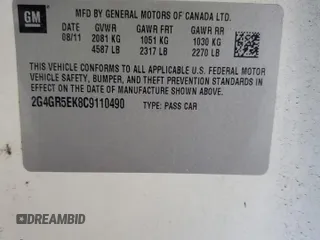 GM
MFD BY GENERAL MOTORS OF CANADA LTD.
DATE GVWR GAWR FRT GAWR RR
08/11 2081 KG 1051 KG 1030 KG
4587 LB 2317 LB 2270 LB
THIS VEHICLE CONFORMS TO ALL APPLICABLE U.S. FEDERAL MOTOR
VEHICLE SAFETY, BUMPER, AND THEFT PREVENTION STANDARDS
IN EFFECT ON THE DATE OF MANUFACTURE SHOWN ABOVE.
2G4GR5EK8C9110490 TYPE: PASS CAR
DREAMBID